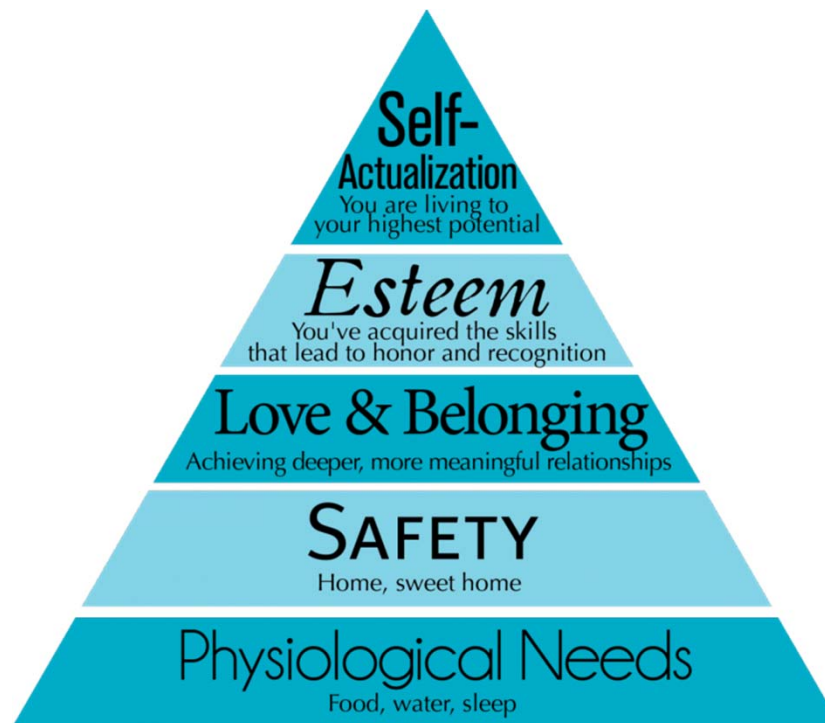 Self-
Actualization
You are living to
your highest potential
Esteem
You've acquired the skills
that lead to honor and recognition
Love & Belonging
Achieving deeper, more meaningful relationships
SAFETY
Home, sweet home
Physiological Needs
Food, water, sleep